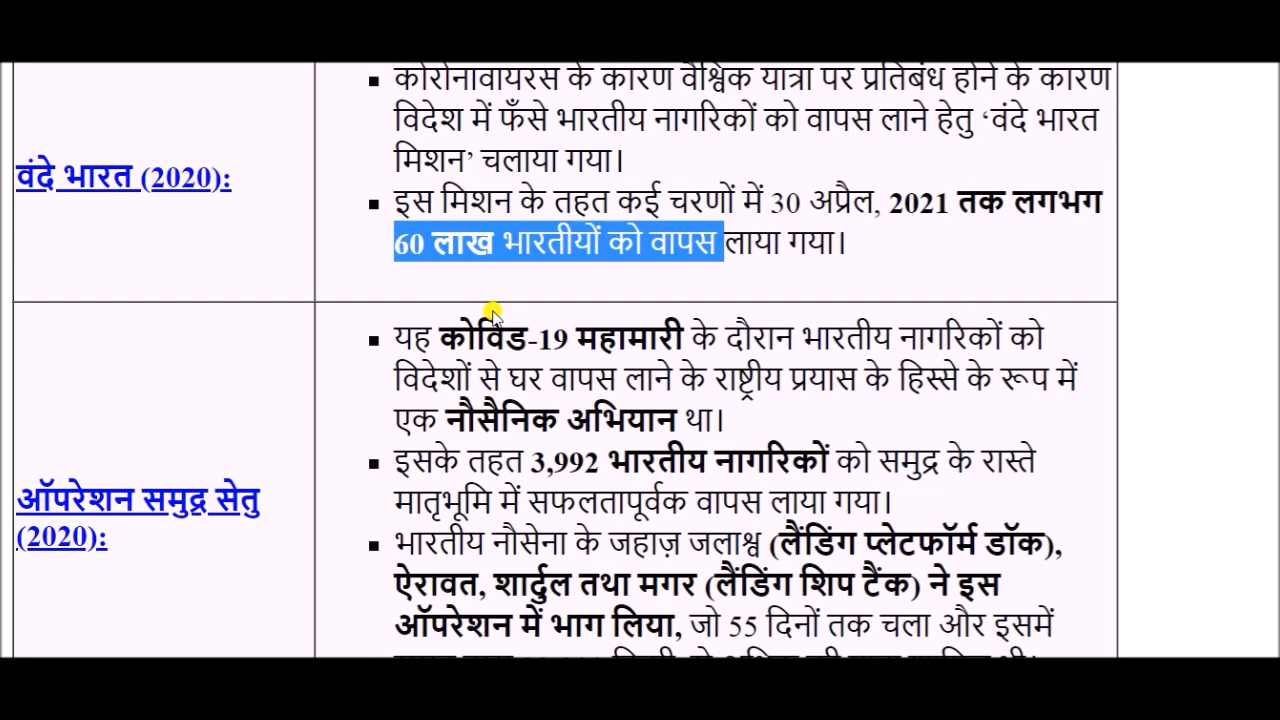 कोरोनावायरस के कारण वैश्विक यात्रा पर प्रतिबंध होने के कारण
विदेश में फँसे भारतीय नागरिकों को वापस लाने हेतु ‘वंदे भारत
मिशन’ चलाया गया।
वंदे भारत (2020):
इस मिशन के तहत कई चरणों में 30 अप्रैल, 2021 तक लगभग
60 लाख भारतीयों को वापस लाया गया।
यह कोविड-19 महामारी के दौरान भारतीय नागरिकों को
विदेशों से घर वापस लाने के राष्ट्रीय प्रयास के हिस्से के रूप में
एक नौसैनिक अभियान था।
इसके तहत 3,992 भारतीय नागरिकों को समुद्र के रास्ते
मातृभूमि में सफलतापूर्वक वापस लाया गया।
ऑपरेशन समुद्र सेतु
(2020):
भारतीय नौसेना के जहाज़ जलाश्व (लैंडिंग प्लेटफॉर्म डॉक),
ऐरावत, शार्दुल तथा मगर (लैंडिंग शिप टैंक) ने इस
ऑपरेशन में भाग लिया, जो 55 दिनों तक चला और इसमें